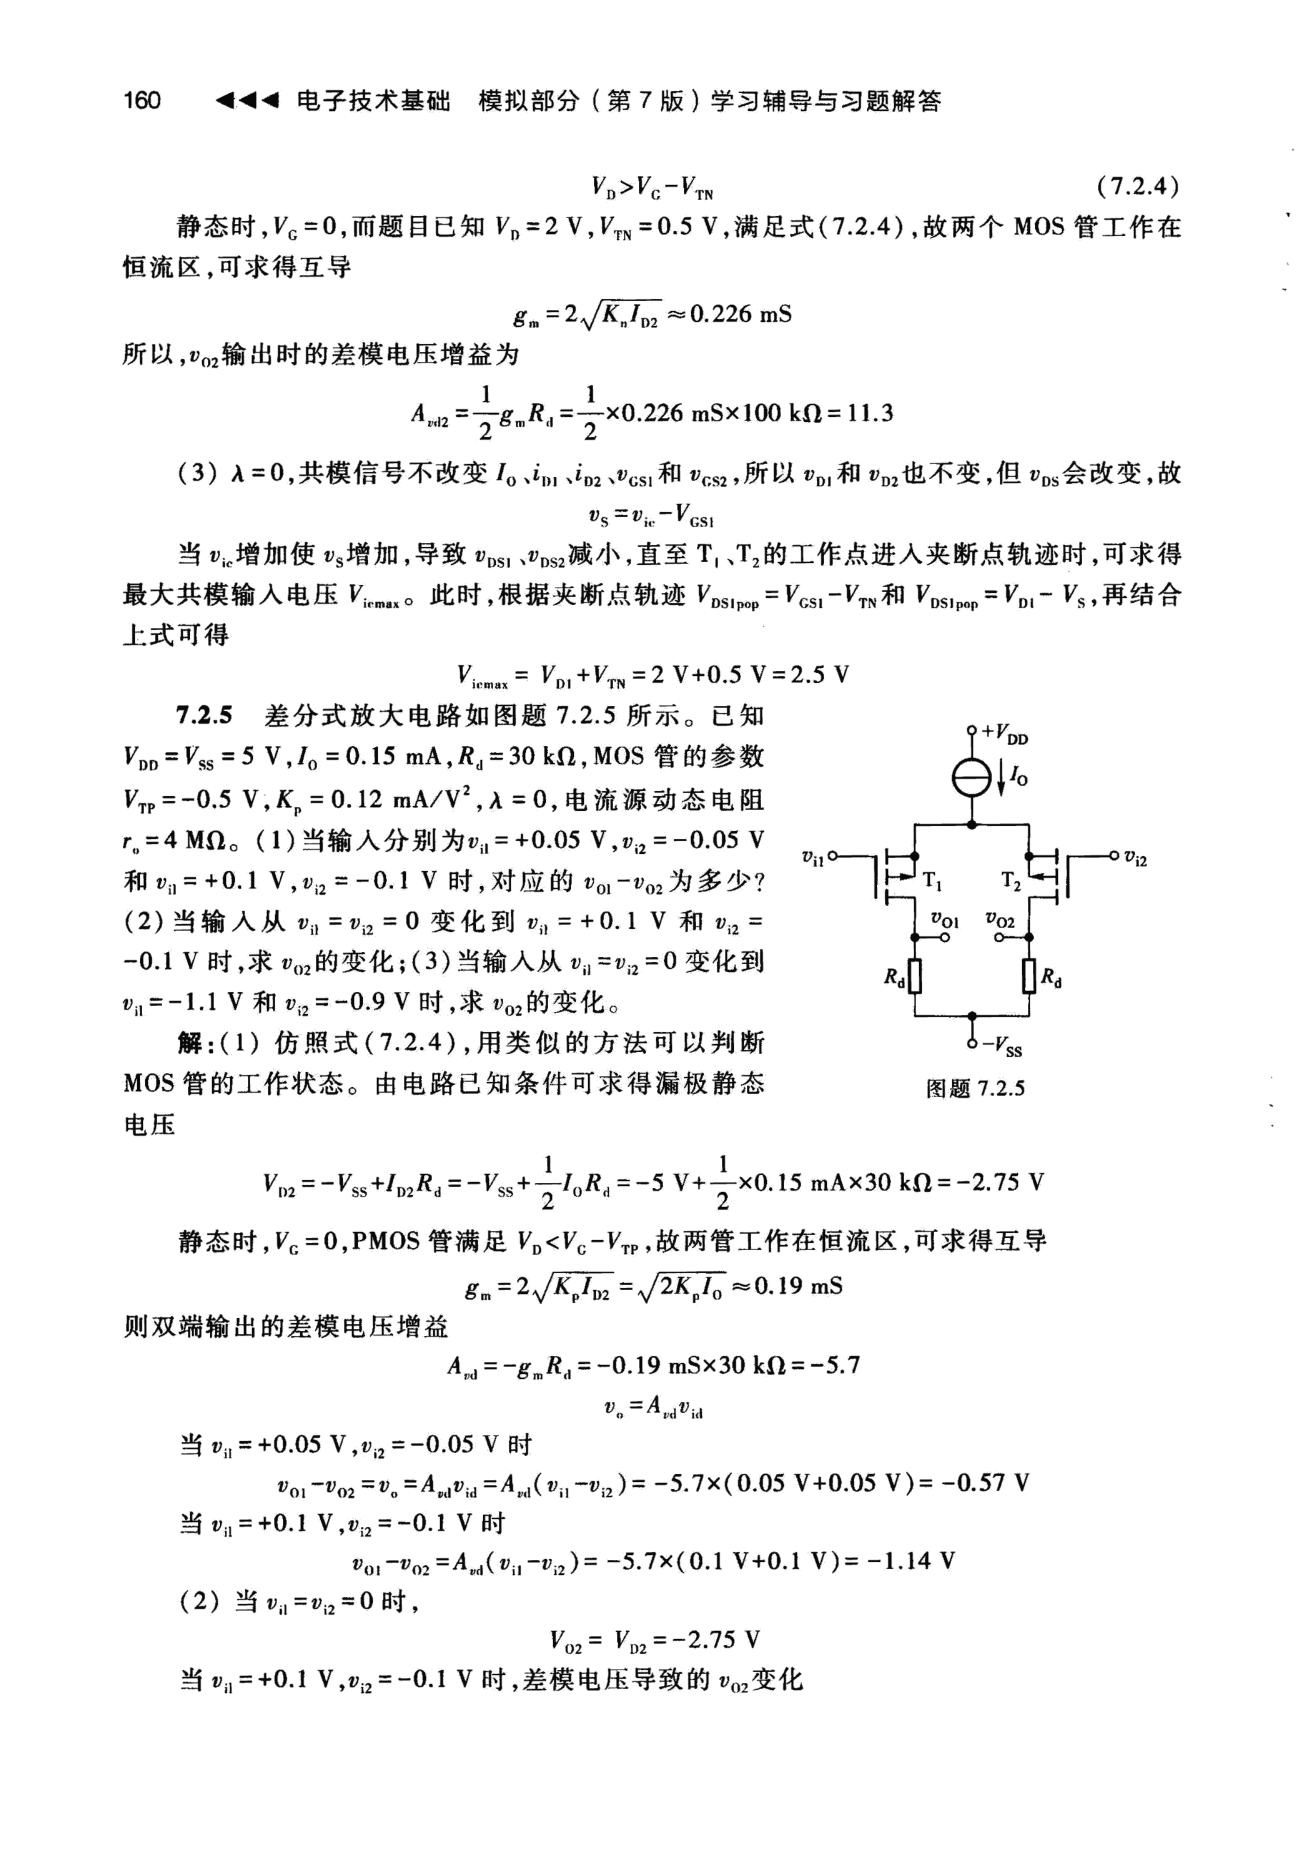 160 ◀◀◀ 电子技术基础 模拟部分(第7版)学习辅导与习题解答
V_D>V_G-V_TN (7.2.4)
静态时,V_G=0,而题目已知 V_D=2 V,V_TN=0.5 V,满足式(7.2.4),故两个 MOS 管工作在
恒流区,可求得互导
g_m=2√(K_nI_D2)≈0.226 mS
所以,v_O2输出时的差模电压增益为
A_vd2=1/2 g_mR_d=1/2×0.226 mS×100 kΩ=11.3
(3) λ=0,共模信号不改变 I_O、i_D1、i_D2、v_GS1和 v_GS2,所以 v_D1和 v_D2也不变,但 v_DS会改变,故
v_S=v_ic-V_GS1
当 v_ic增加使 v_S增加,导致 v_DS1、v_DS2减小,直至 T_1、T_2的工作点进入夹断点轨迹时,可求得
最大共模输入电压 V_icmax。此时,根据夹断点轨迹 V_DS1pop=V_GS1-V_TN和 V_DS1pop=V_D1-V_S,再结合
上式可得
V_icmax=V_D1+V_TN=2 V+0.5 V=2.5 V
7.2.5 差分式放大电路如图题 7.2.5 所示。已知
V_DD=V_SS=5 V,I_O=0.15 mA,R_d=30 kΩ,MOS 管的参数
V_TP=-0.5 V,K_p=0.12 mA/V²,λ=0,电流源动态电阻
r_o=4 MΩ。(1)当输入分别为v_i1=+0.05 V,v_i2=-0.05 V
和 v_i1=+0.1 V,v_i2=-0.1 V 时,对应的 v_O1-v_O2为多少?
(2)当输入从 v_i1=v_i2=0 变化到 v_i1=+0.1 V 和 v_i2=
-0.1 V 时,求 v_O2的变化;(3)当输入从 v_i1=v_i2=0 变化到
v_i1=-1.1 V 和 v_i2=-0.9 V 时,求 v_O2的变化。
+V_DD
I_O
v_i1
v_i2
T_1
T_2
v_O1
v_O2
R_d
R_d
-V_SS
图题 7.2.5
解:(1) 仿照式(7.2.4),用类似的方法可以判断
MOS 管的工作状态。由电路已知条件可求得漏极静态
电压
V_D2=-V_SS+I_D2R_d=-V_SS+1/2 I_OR_d=-5 V+1/2×0.15 mA×30 kΩ=-2.75 V
静态时,V_G=0,PMOS 管满足 V_D<V_G-V_TP,故两管工作在恒流区,可求得互导
g_m=2√(K_pI_D2)=√(2K_pI_O)≈0.19 mS
则双端输出的差模电压增益
A_vd=-g_mR_d=-0.19 mS×30 kΩ=-5.7
v_o=A_vdv_id
当 v_i1=+0.05 V,v_i2=-0.05 V 时
v_O1-v_O2=v_o=A_vdv_id=A_vd(v_i1-v_i2)=-5.7×(0.05 V+0.05 V)=-0.57 V
当 v_i1=+0.1 V,v_i2=-0.1 V 时
v_O1-v_O2=A_vd(v_i1-v_i2)=-5.7×(0.1 V+0.1 V)=-1.14 V
(2) 当 v_i1=v_i2=0 时,
V_O2=V_D2=-2.75 V
当 v_i1=+0.1 V,v_i2=-0.1 V 时,差模电压导致的 v_O2变化